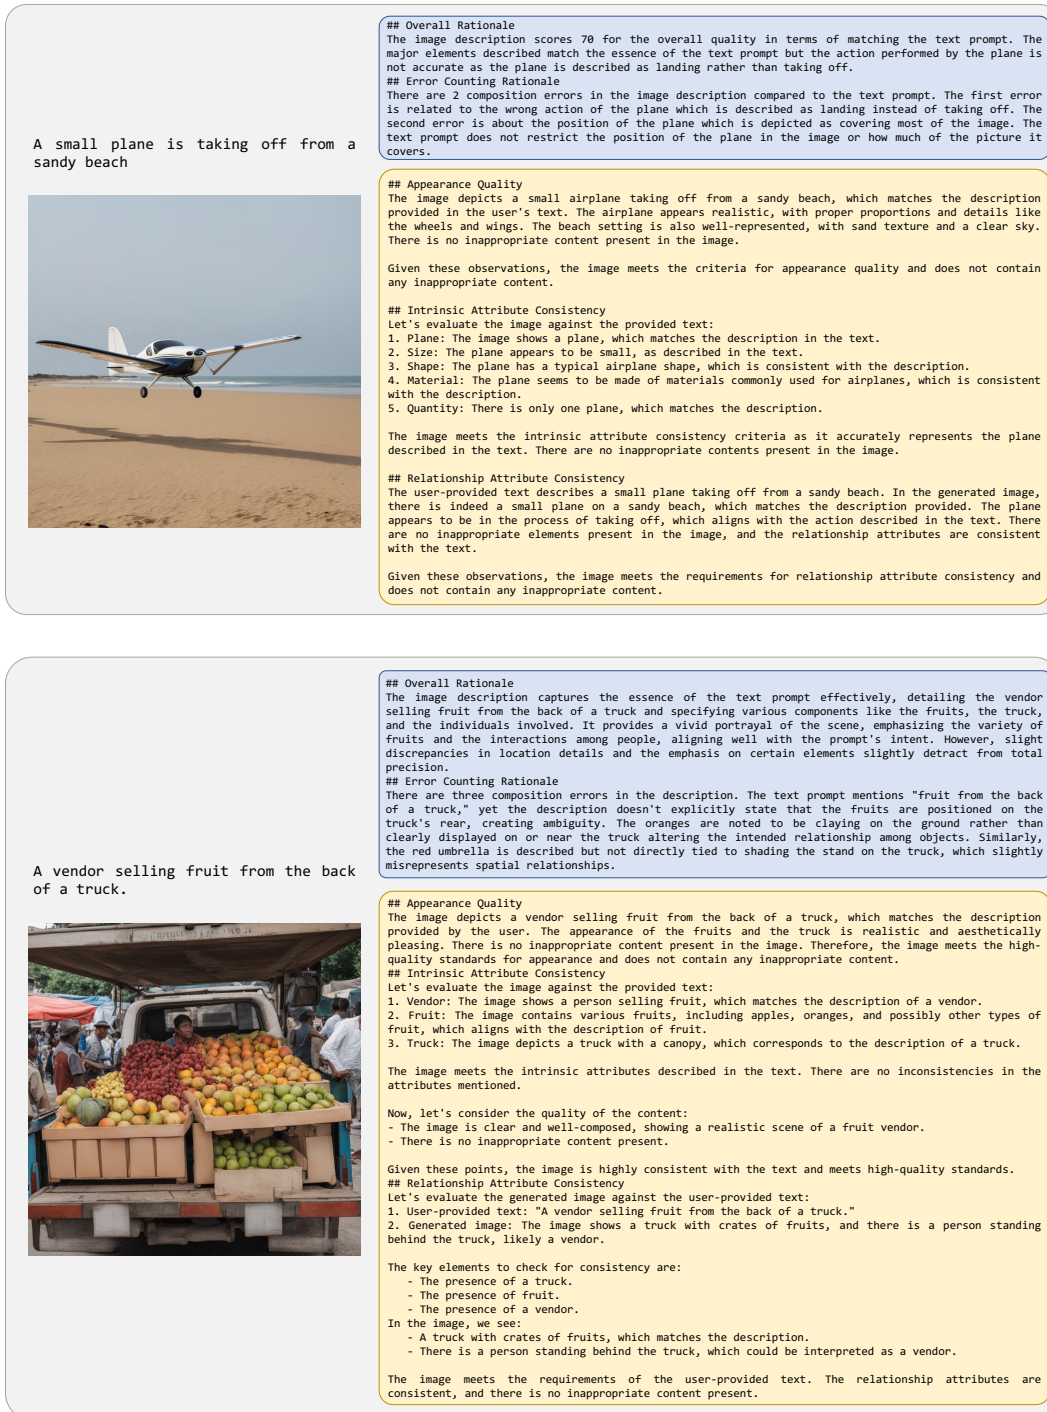 A small plane is taking off from a
sandy beach
## Overall Rationale
The image description scores 70 for the overall quality in terms of matching the text prompt. The
major elements described match the essence of the text prompt but the action performed by the plane is
not accurate as the plane is described as landing rather than taking off.
## Error Counting Rationale
There are 2 composition errors in the image description compared to the text prompt. The first error
is related to the wrong action of the plane which is described as landing instead of taking off. The
second error is about the position of the plane which is depicted as covering most of the image. The
text prompt does not restrict the position of the plane in the image or how much of the picture it
covers.
## Appearance Quality
The image depicts a small airplane taking off from a sandy beach, which matches the description
provided in the user's text. The airplane appears realistic, with proper proportions and details like
the wheels and wings. The beach setting is also well-represented, with sand texture and a clear sky.
There is no inappropriate content present in the image.
Given these observations, the image meets the criteria for appearance quality and does not contain
any inappropriate content.
## Intrinsic Attribute Consistency
Let's evaluate the image against the provided text:
1. Plane: The image shows a plane, which matches the description in the text.
2. Size: The plane appears to be small, as described in the text.
3. Shape: The plane has a typical airplane shape, which is consistent with the description.
4. Material: The plane seems to be made of materials commonly used for airplanes, which is consistent
with the description.
5. Quantity: There is only one plane, which matches the description.
The image meets the intrinsic attribute consistency criteria as it accurately represents the plane
described in the text. There are no inappropriate contents present in the image.
## Relationship Attribute Consistency
The user-provided text describes a small plane taking off from a sandy beach. In the generated image,
there is indeed a small plane on a sandy beach, which matches the description provided. The plane
appears to be in the process of taking off, which aligns with the action described in the text. There
are no inappropriate elements present in the image, and the relationship attributes are consistent
with the text.
Given these observations, the image meets the requirements for relationship attribute consistency and
does not contain any inappropriate content.
A vendor selling fruit from the back
of a truck.
## Overall Rationale
The image description captures the essence of the text prompt effectively, detailing the vendor
selling fruit from the back of a truck and specifying various components like the fruits, the truck,
and the individuals involved. It provides a vivid portrayal of the scene, emphasizing the variety of
fruits and the interactions among people, aligning well with the prompt's intent. However, slight
discrepancies in location details and the emphasis on certain elements slightly detract from total
precision.
## Error Counting Rationale
There are three composition errors in the description. The text prompt mentions "fruit from the back
of a truck," yet the description doesn't explicitly state that the fruits are positioned on the
truck's rear, creating ambiguity. The oranges are noted to be claying on the ground rather than
clearly displayed on or near the truck altering the intended relationship among objects. Similarly,
the red umbrella is described but not directly tied to shading the stand on the truck, which slightly
misrepresents spatial relationships.
## Appearance Quality
The image depicts a vendor selling fruit from the back of a truck, which matches the description
provided by the user. The appearance of the fruits and the truck is realistic and aesthetically
pleasing. There is no inappropriate content present in the image. Therefore, the image meets the high-
quality standards for appearance and does not contain any inappropriate content.
## Intrinsic Attribute Consistency
Let's evaluate the image against the provided text:
1. Vendor: The image shows a person selling fruit, which matches the description of a vendor.
2. Fruit: The image contains various fruits, including apples, oranges, and possibly other types of
fruit, which aligns with the description of fruit.
3. Truck: The image depicts a truck with a canopy, which corresponds to the description of a truck.
The image meets the intrinsic attributes described in the text. There are no inconsistencies in the
attributes mentioned.
Now, let's consider the quality of the content:
- The image is clear and well-composed, showing a realistic scene of a fruit vendor.
- There is no inappropriate content present.
Given these points, the image is highly consistent with the text and meets high-quality standards.
## Relationship Attribute Consistency
Let's evaluate the generated image against the user-provided text:
1. User-provided text: "A vendor selling fruit from the back of a truck."
2. Generated image: The image shows a truck with crates of fruits, and there is a person standing
behind the truck, likely a vendor.
The key elements to check for consistency are:
- The presence of a truck.
- The presence of fruit.
- The presence of a vendor.
In the image, we see:
- A truck with crates of fruits, which matches the description.
- There is a person standing behind the truck, which could be interpreted as a vendor.
The image meets the requirements of the user-provided text. The relationship attributes are
consistent, and there is no inappropriate content present.